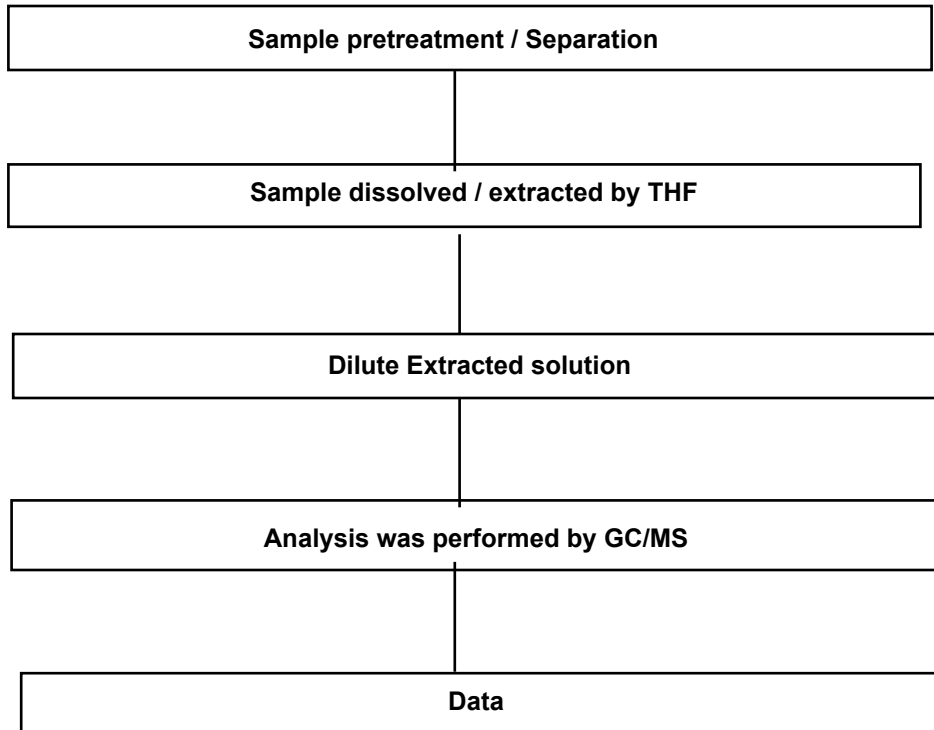 Sample pretreatment / Separation
Sample dissolved / extracted by THF
Dilute Extracted solution
Analysis was performed by GC/MS
Data